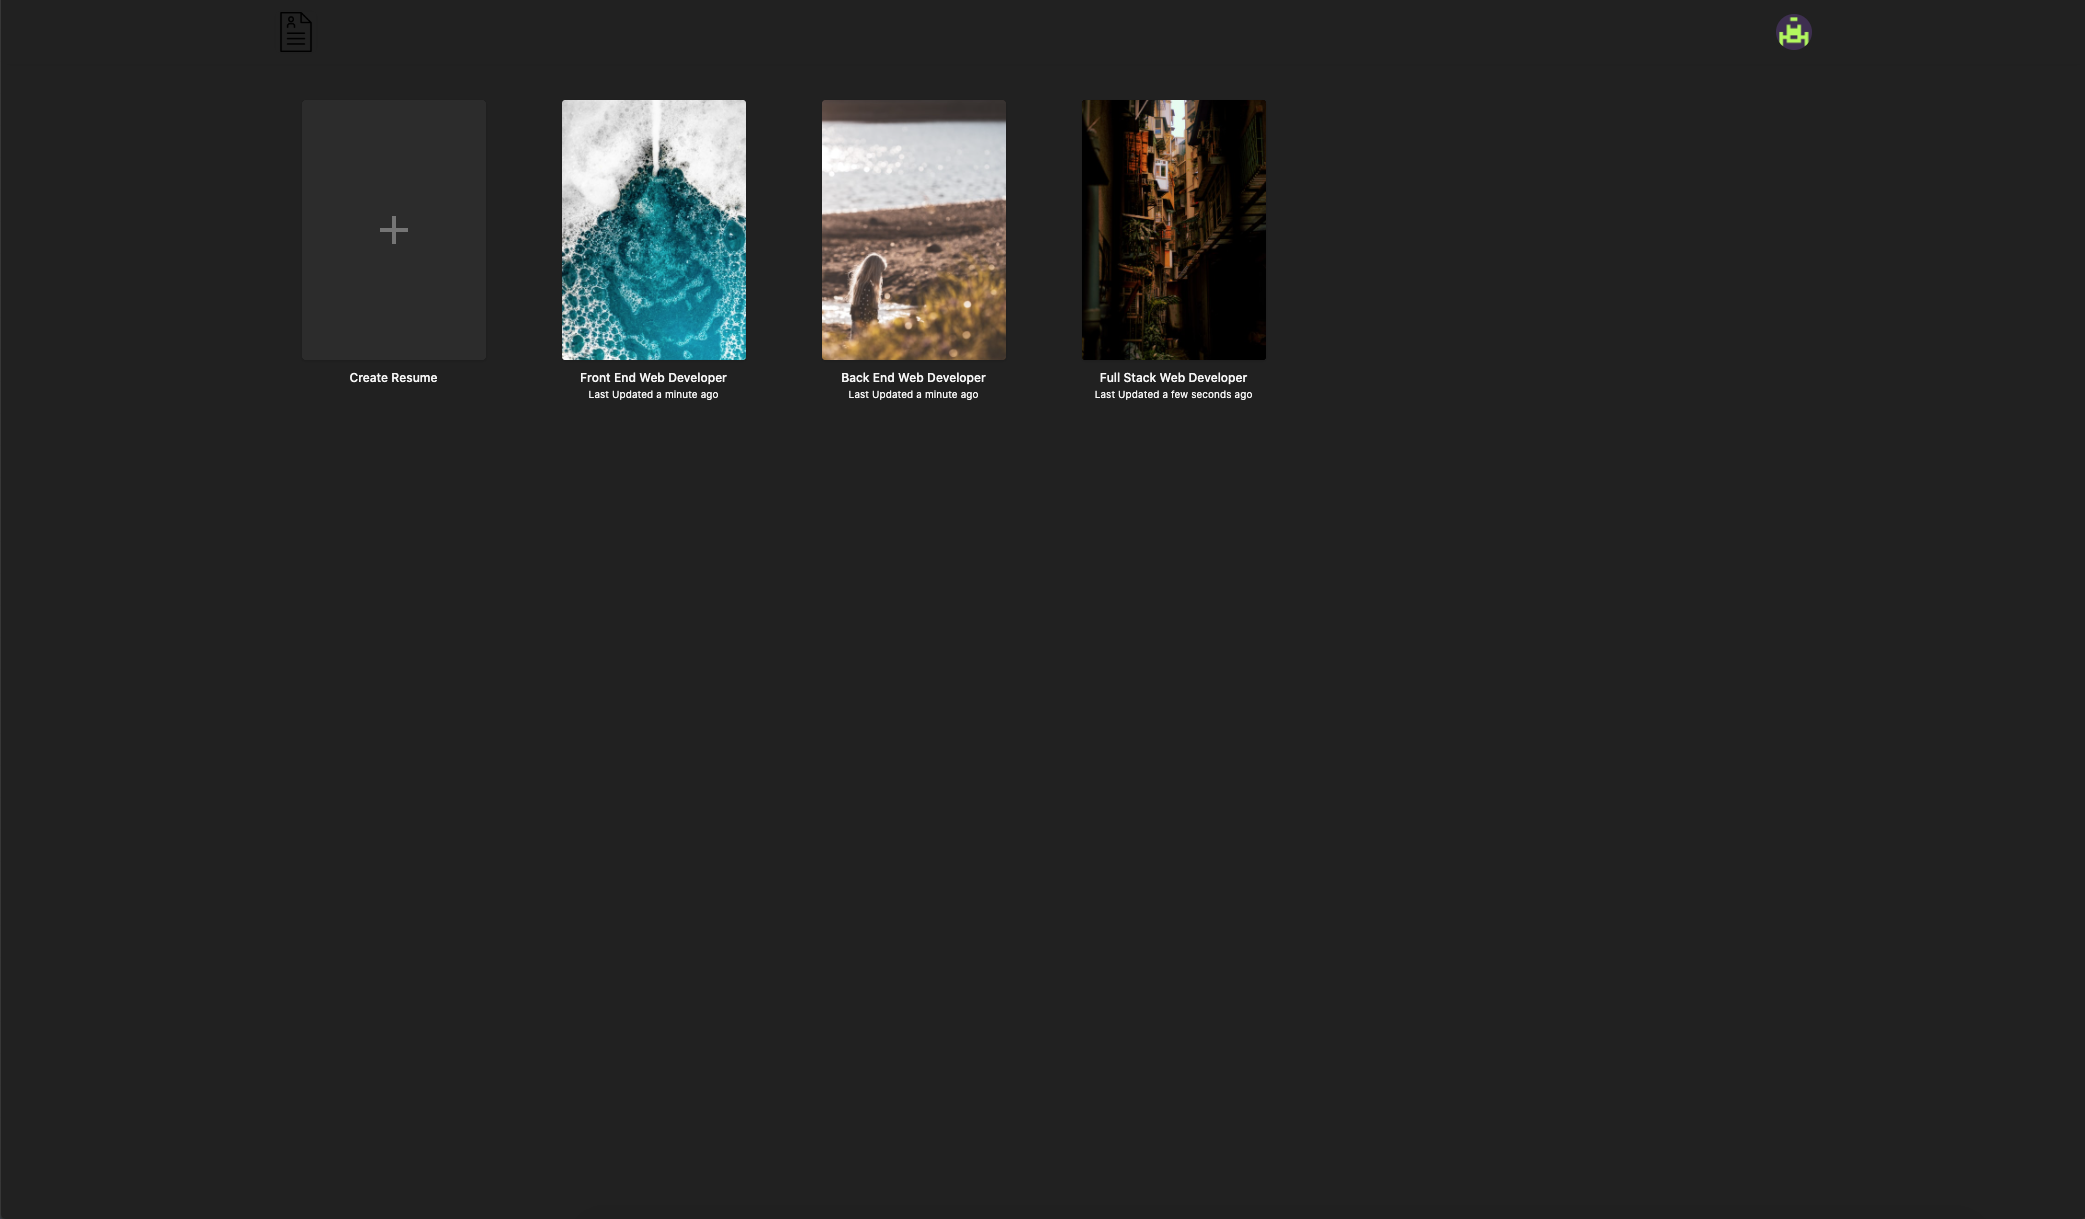 Create Resume
Front End Web Developer
Last Updated a minute ago
Back End Web Developer
Last Updated a minute ago
Full Stack Web Developer
Last Updated a few seconds ago